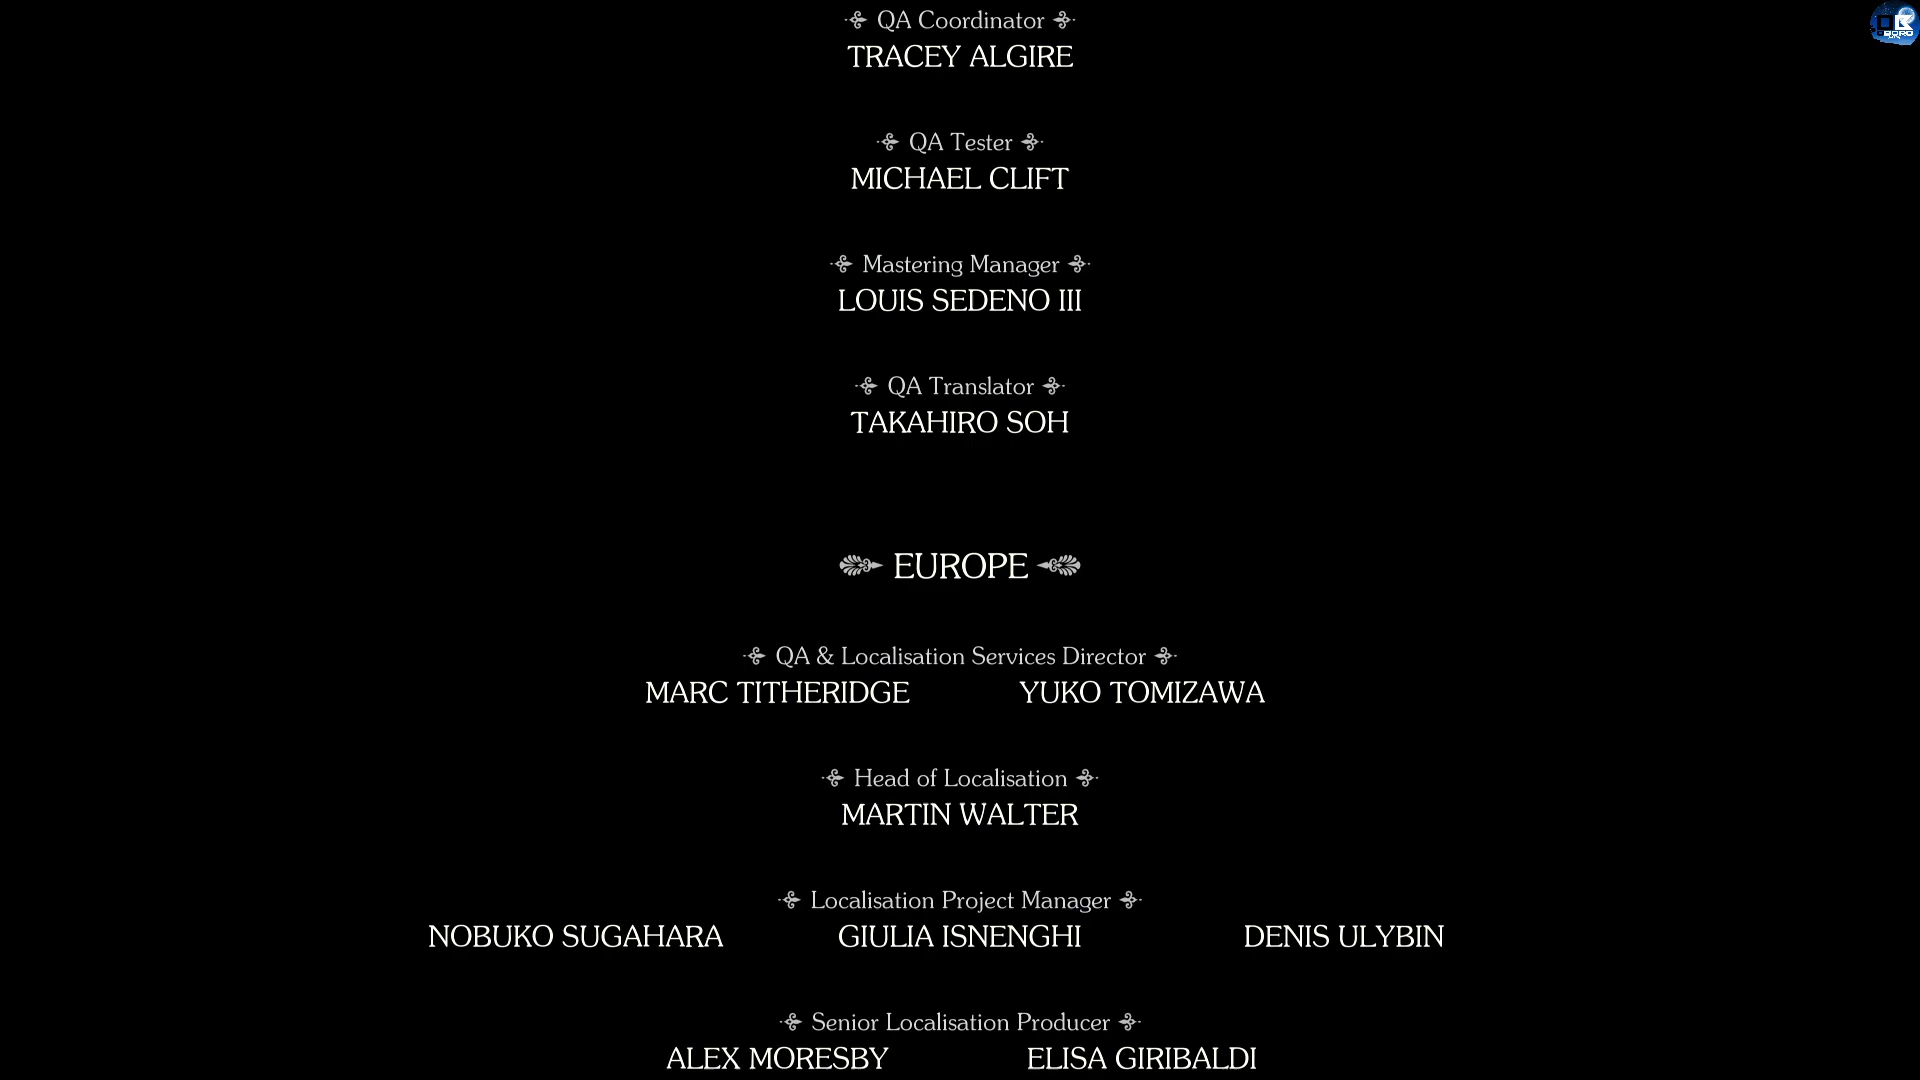 QA Coordinator
TRACEY ALGIRE
QA Tester
MICHAEL CLIFT
Mastering Manager
LOUIS SEDENO III
QA Translator
TAKAHIRO SOH
EUROPE
QA & Localisation Services Director
MARC TITHERIDGE YUKO TOMIZAWA
Head of Localisation
MARTIN WALTER
Localisation Project Manager
NOBUKO SUGAHARA GIULIA ISNENGHI DENIS ULYBIN
Senior Localisation Producer
ALEX MORESBY ELISA GIRIBALDI